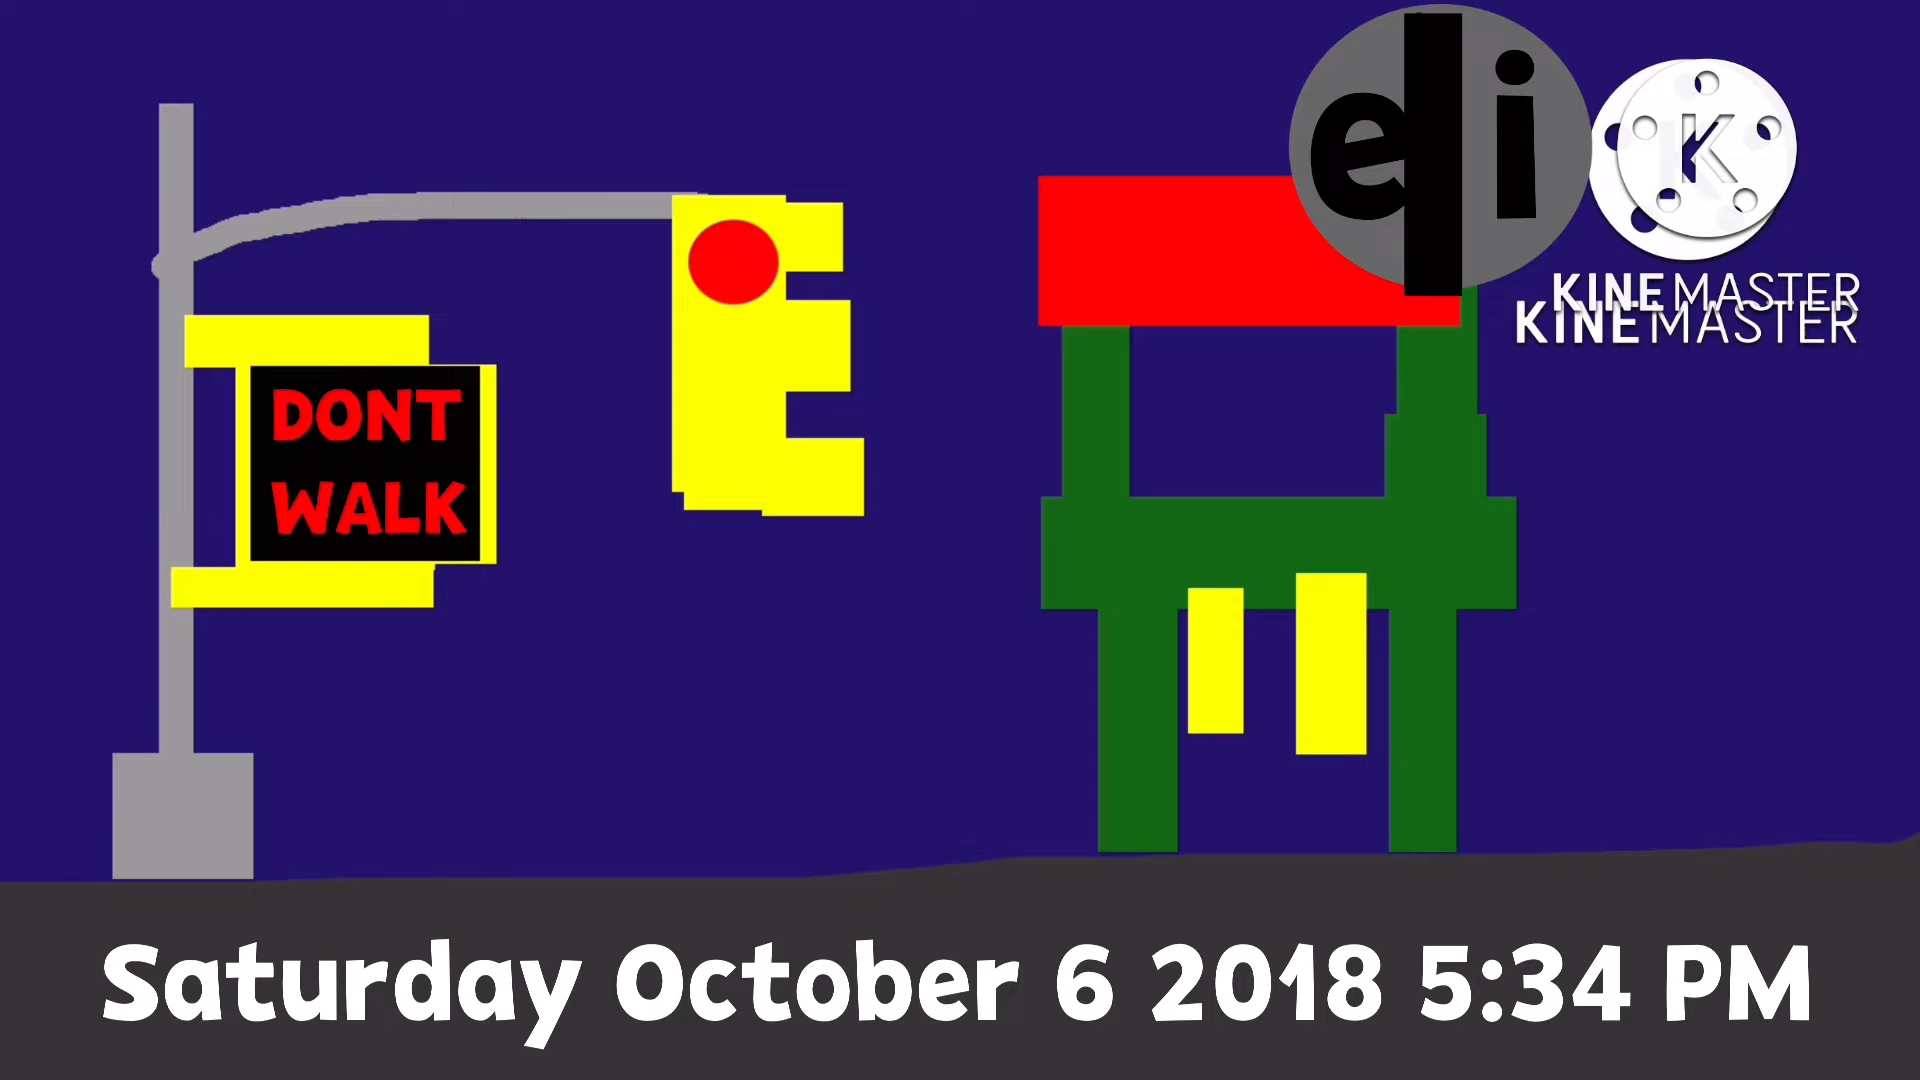 eli
K
KINEMASTER
KINEMASTER
DONT
WALK
Saturday October 6 2018 5:34 PM